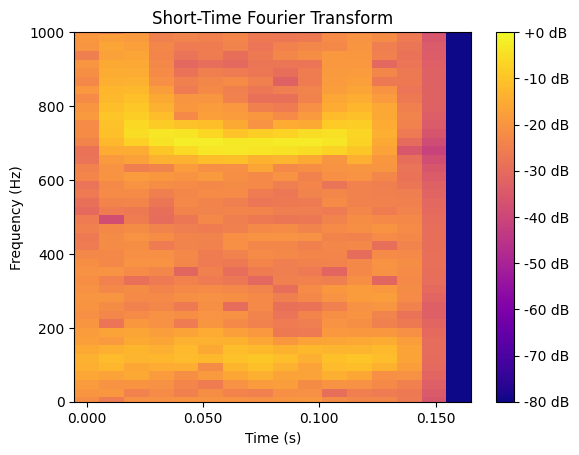 Short-Time Fourier Transform
1000
800
600
400
200
0
Frequency (Hz)
0.000
0.050
0.100
0.150
Time (s)
+0 dB
-10 dB
-20 dB
-30 dB
-40 dB
-50 dB
-60 dB
-70 dB
-80 dB